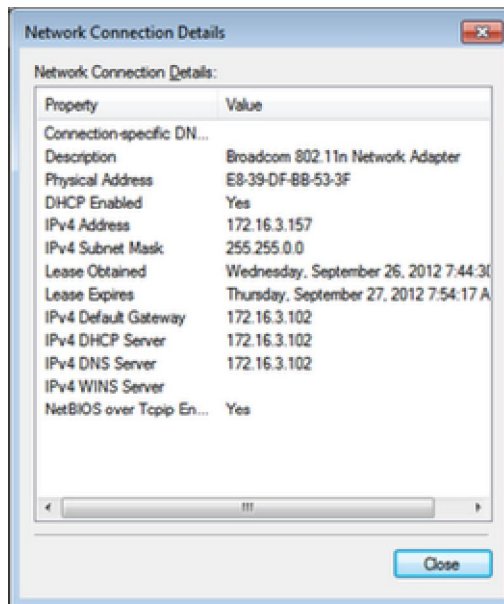 Network Connection Details
Network Connection Details:
Property Value
Connection-specific DN...
Description Broadcom 802.11n Network Adapter
Physical Address E8-39-DF-BB-53-3F
DHCP Enabled Yes
IPv4 Address 172.16.3.157
IPv4 Subnet Mask 255.255.0.0
Lease Obtained Wednesday, September 26, 2012 7:44:30
Lease Expires Thursday, September 27, 2012 7:54:17 A
IPv4 Default Gateway 172.16.3.102
IPv4 DHCP Server 172.16.3.102
IPv4 DNS Server 172.16.3.102
IPv4 WINS Server
NetBIOS over Tcpip En... Yes
Close